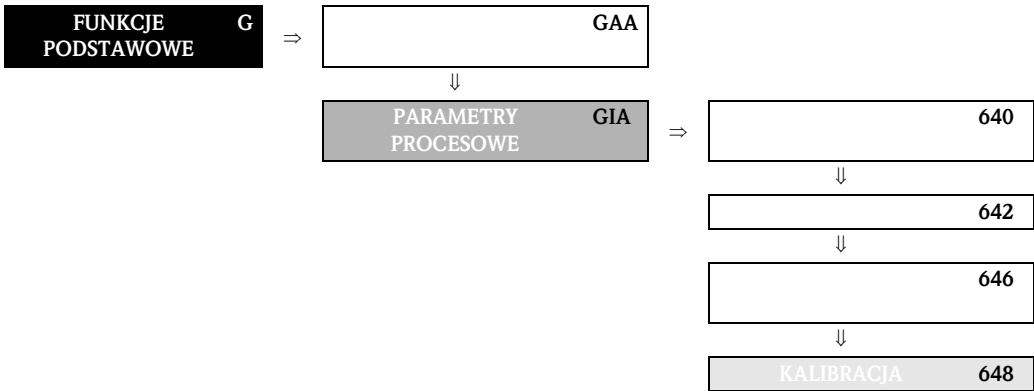 FUNKCJE PODSTAWOWE G
⇒
GAA
⇓
PARAMETRY PROCESOWE GIA
⇒
640
⇓
642
⇓
646
⇓
KALIBRACJA 648